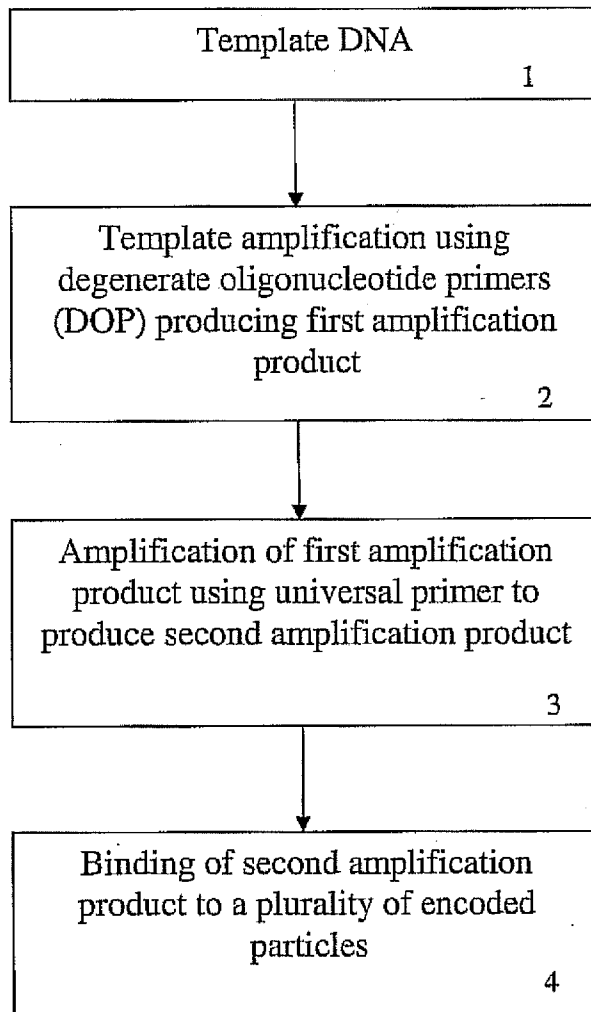 Template DNA
1
Template amplification using
degenerate oligonucleotide primers
(DOP) producing first amplification
product
2
Amplification of first amplification
product using universal primer to
produce second amplification product
3
Binding of second amplification
product to a plurality of encoded
particles
4